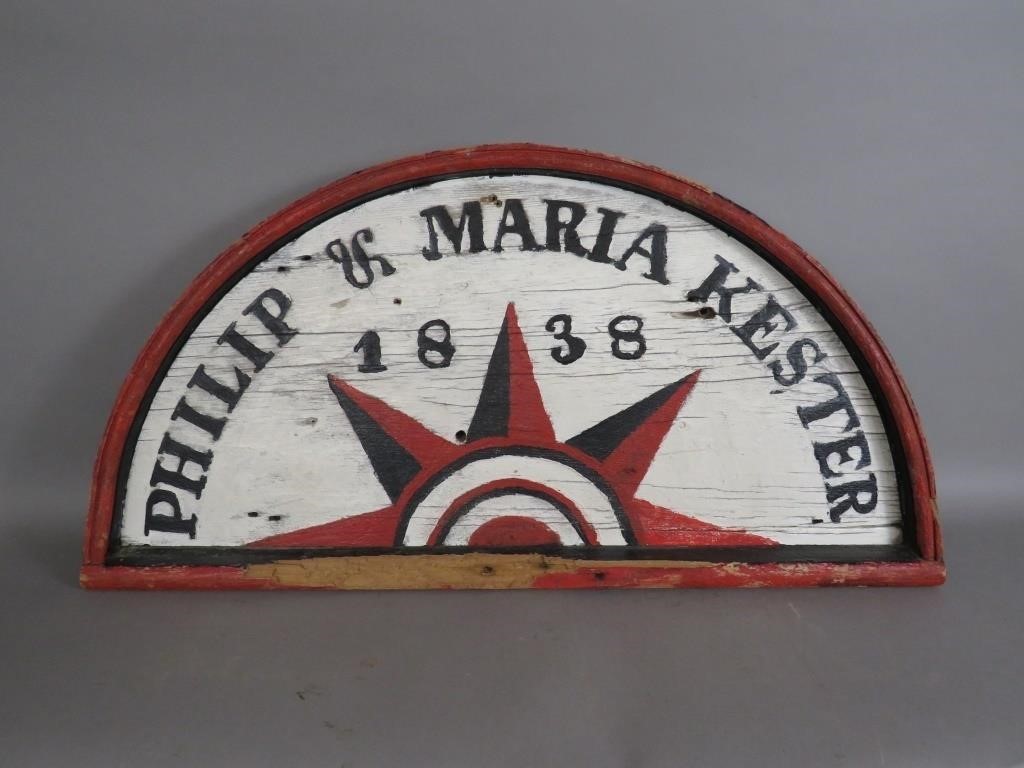 PHILIP & MARIA KESTER
1838